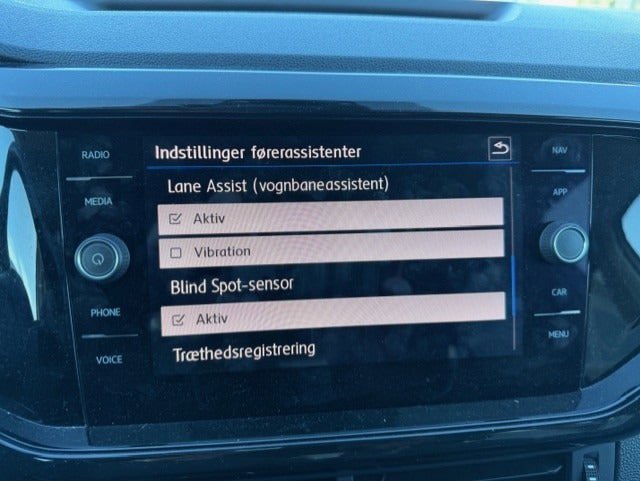 RADIO
MEDIA
PHONE
VOICE
Indstillinger førerassistenter
Lane Assist (vognbaneassistent)
Aktiv
Vibration
Blind Spot-sensor
Aktiv
Træthedsregistrering
NAV
APP
CAR
MENU